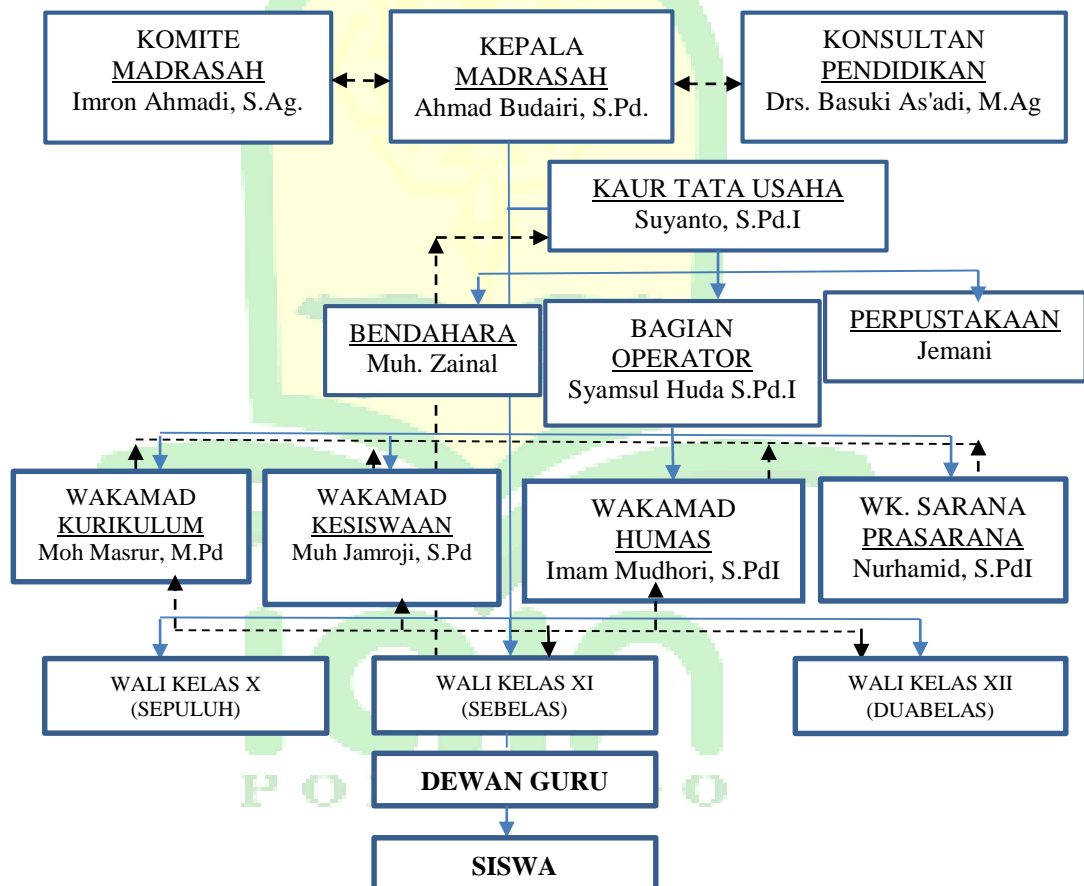 KOMITE
MADRASAH
Imron Ahmadi, S.Ag.
KEPALA
MADRASAH
Ahmad Budairi, S.Pd.
KONSULTAN
PENDIDIKAN
Drs. Basuki As'adi, M.Ag
KAUR TATA USAHA
Suyanto, S.Pd.I
BENDAHARA
Muh. Zainal
BAGIAN
OPERATOR
Syamsul Huda S.Pd.I
PERPUSTAKAAN
Jemani
WAKAMAD
KURIKULUM
Moh Masrur, M.Pd
WAKAMAD
KESISWAAN
Muh Jamroji, S.Pd
WAKAMAD
HUMAS
Imam Mudhori, S.PdI
WK. SARANA
PRASARANA
Nurhamid, S.PdI
WALI KELAS X
(SEPULUH)
WALI KELAS XI
(SEBELAS)
WALI KELAS XII
(DUABELAS)
DEWAN GURU
SISWA